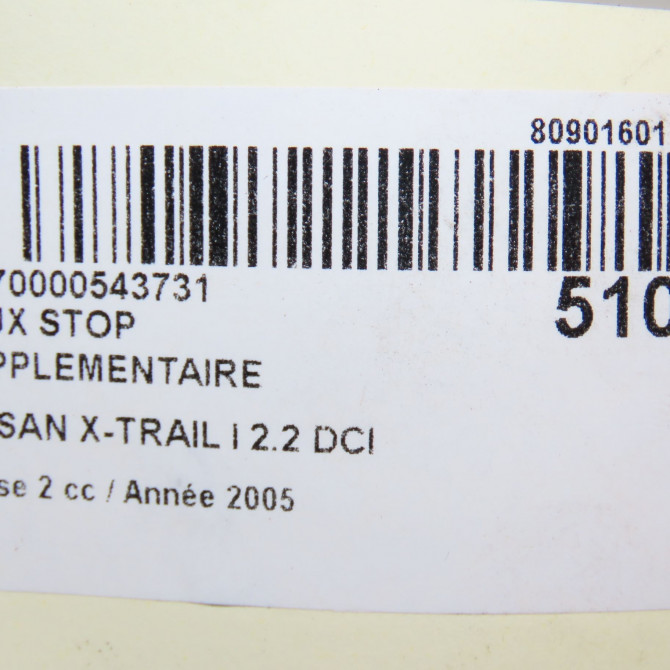 80901601
70000543731
510
UX STOP
PPLEMENTAIRE
SAN X-TRAIL I 2.2 DCI
se 2 cc / Année 2005